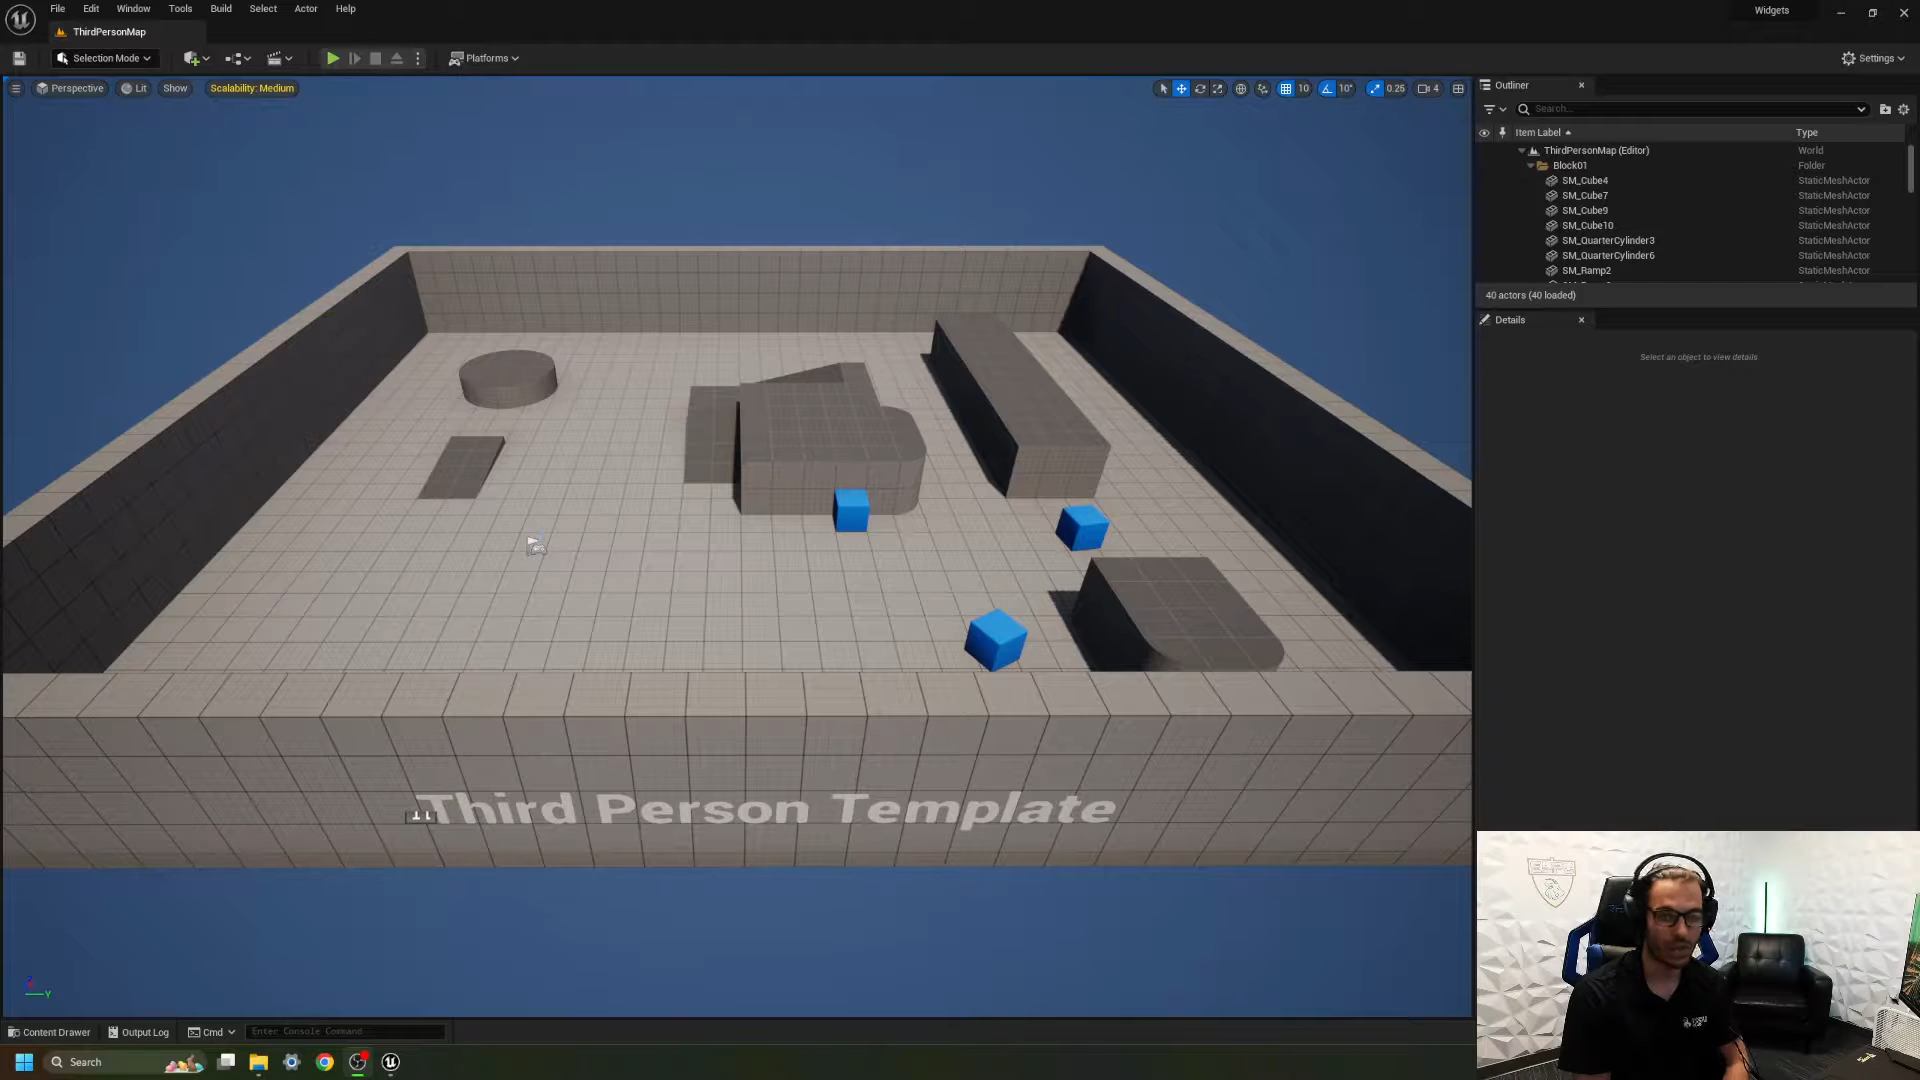 File Edit Window Tools Build Select Actor Help
Widgets
ThirdPersonMap
Selection Mode
Platforms
Settings
Perspective Lit Show Scalability: Medium
10 10° 0.25 4
Outliner
Search...
Item Label Type
ThirdPersonMap (Editor) World
Block01 Folder
SM_Cube4 StaticMeshActor
SM_Cube7 StaticMeshActor
SM_Cube9 StaticMeshActor
SM_Cube10 StaticMeshActor
SM_QuarterCylinder3 StaticMeshActor
SM_QuarterCylinder6 StaticMeshActor
SM_Ramp2 StaticMeshActor
40 actors (40 loaded)
Details
Select an object to view details
Third Person Template
Z
Y
Content Drawer Output Log Cmd Enter Console Command
Search